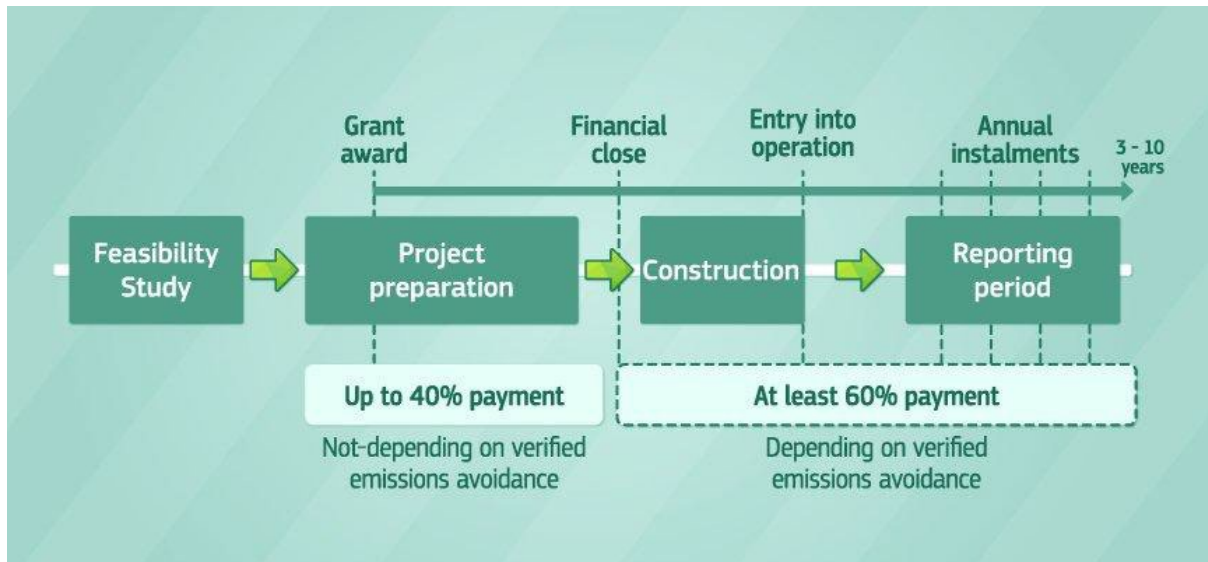 Grant
award
Financial
close
Entry into
operation
Annual
instalments
3 - 10
years
Feasibility
Study
Project
preparation
Construction
Reporting
period
Up to 40% payment
At least 60% payment
Not-depending on verified
emissions avoidance
Depending on verified
emissions avoidance